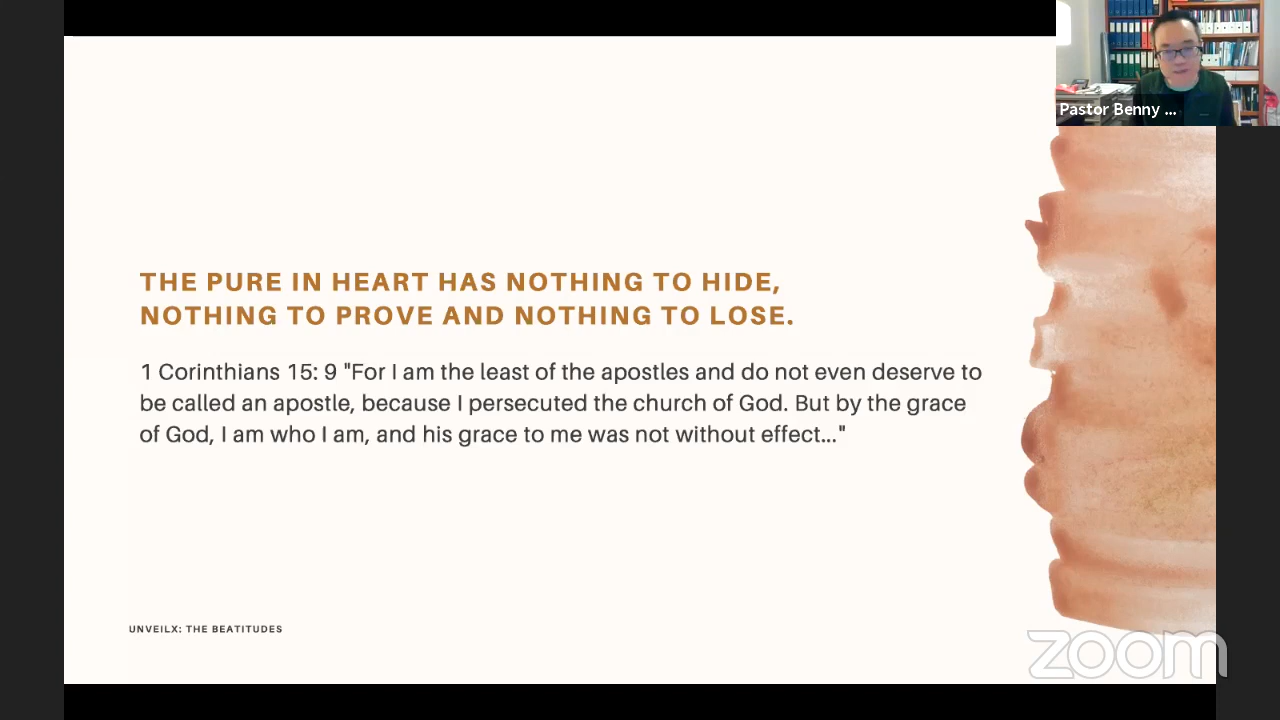 Pastor Benny ...
THE PURE IN HEART HAS NOTHING TO HIDE,
NOTHING TO PROVE AND NOTHING TO LOSE.
1 Corinthians 15: 9 "For I am the least of the apostles and do not even deserve to
be called an apostle, because I persecuted the church of God. But by the grace
of God, I am who I am, and his grace to me was not without effect..."
UNVEILX: THE BEATITUDES
zoom